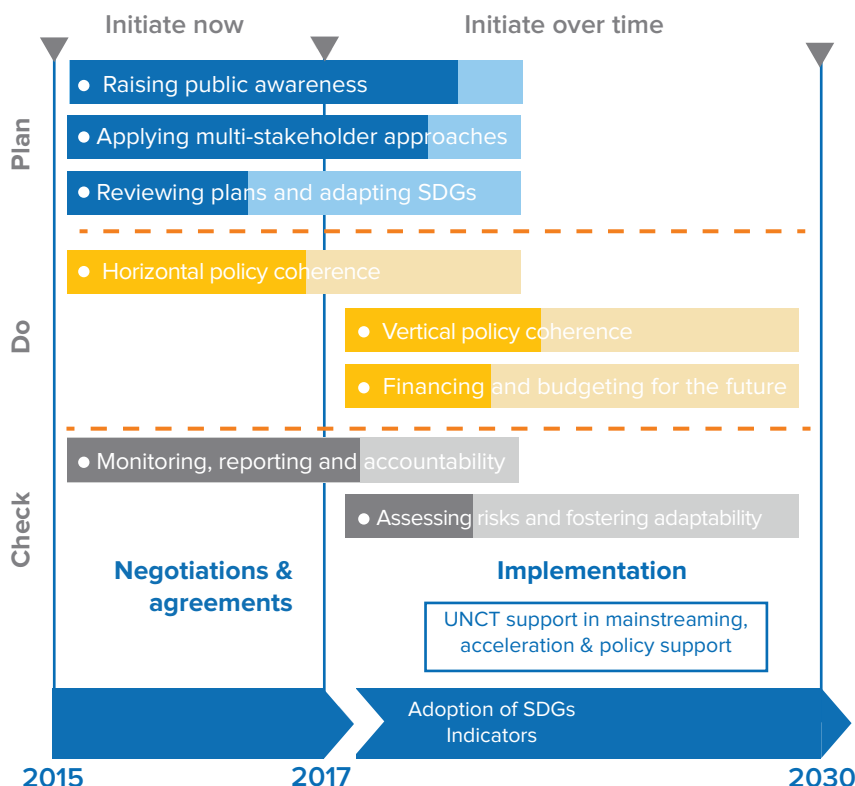 Initiate now
Initiate over time
Plan
Raising public awareness
Applying multi-stakeholder approaches
Reviewing plans and adapting SDGs
Do
Horizontal policy coherence
Vertical policy coherence
Financing and budgeting for the future
Check
Monitoring, reporting and accountability
Assessing risks and fostering adaptability
Negotiations &
agreements
Implementation
UNCT support in mainstreaming,
acceleration & policy support
Adoption of SDGs
Indicators
2015
2017
2030